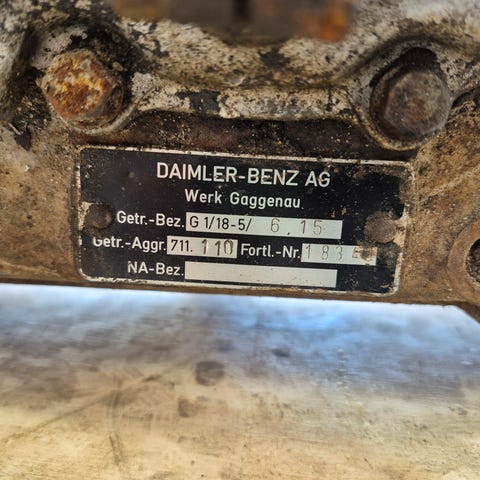 DAIMLER-BENZ AG
Werk Gaggenau
Getr.-Bez. G 1/18-5/ 6,15
Getr.-Aggr. 711. 110 Fortl.-Nr.
NA-Bez.